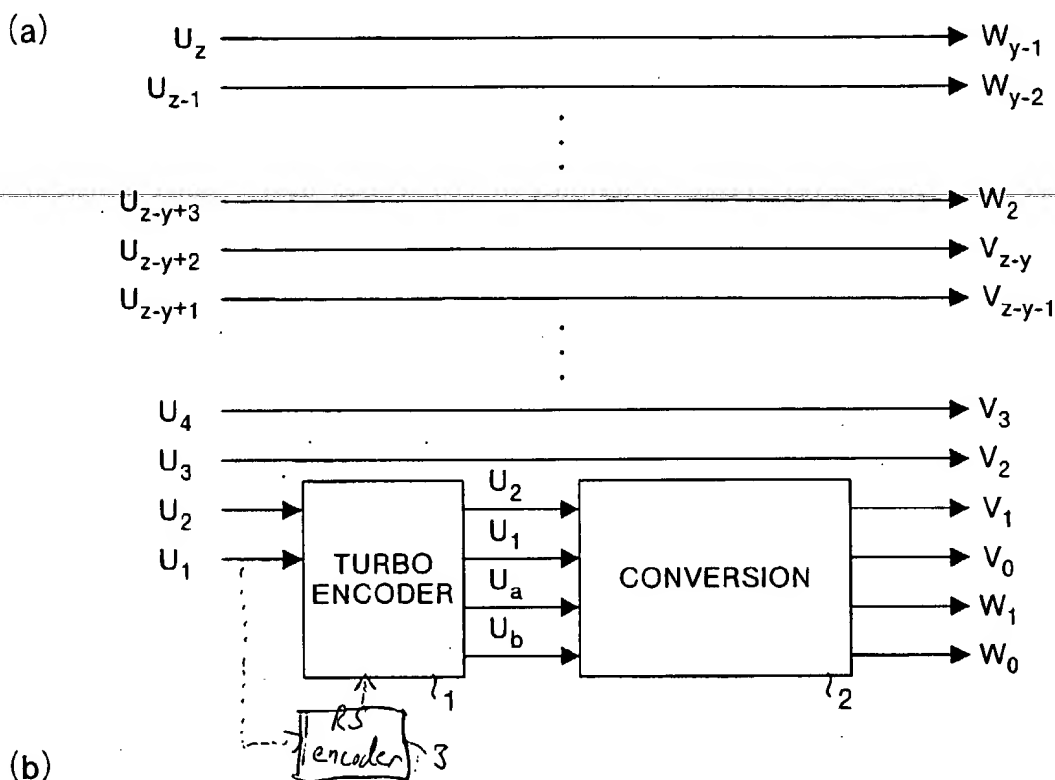 (a)
U_z W_{y-1}
U_{z-1} W_{y-2}
U_{z-y+3} W_2
U_{z-y+2} V_{z-y}
U_{z-y+1} V_{z-y-1}
U_4 V_3
U_3 V_2
U_2 U_2 V_1
U_1 U_1 V_0
TURBO ENCODER
CONVERSION
U_a W_1
U_b W_0
1
2
RS
encoder 3
(b)